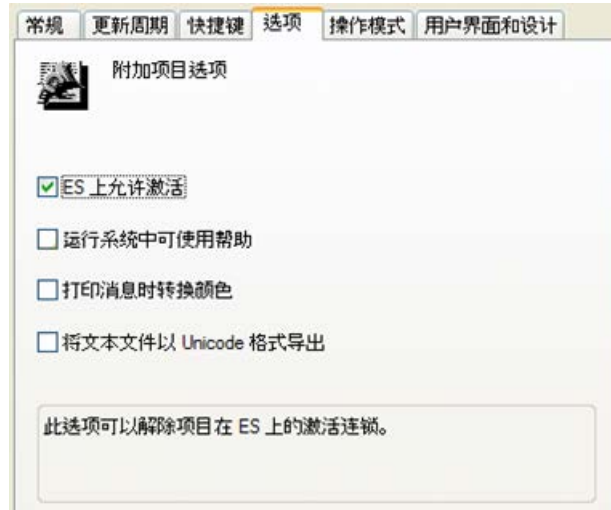 常规 更新周期 快捷键 选项 操作模式 用户界面和设计
附加项目选项
ES 上允许激活
运行系统中可使用帮助
打印消息时转换颜色
将文本文件以 Unicode 格式导出
此选项可以解除项目在 ES 上的激活连锁。